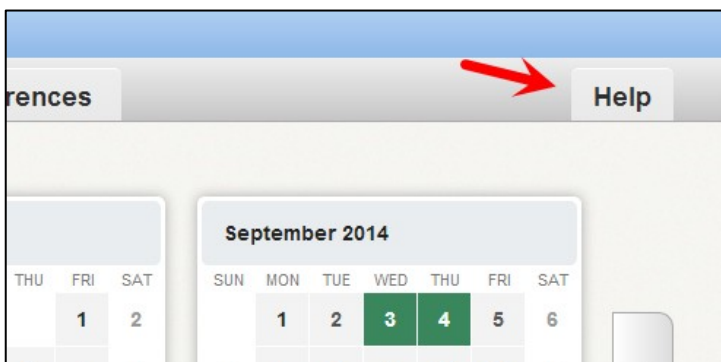 rences Help
September 2014
THU FRI SAT SUN MON TUE WED THU FRI SAT
1 2 1 2 3 4 5 6